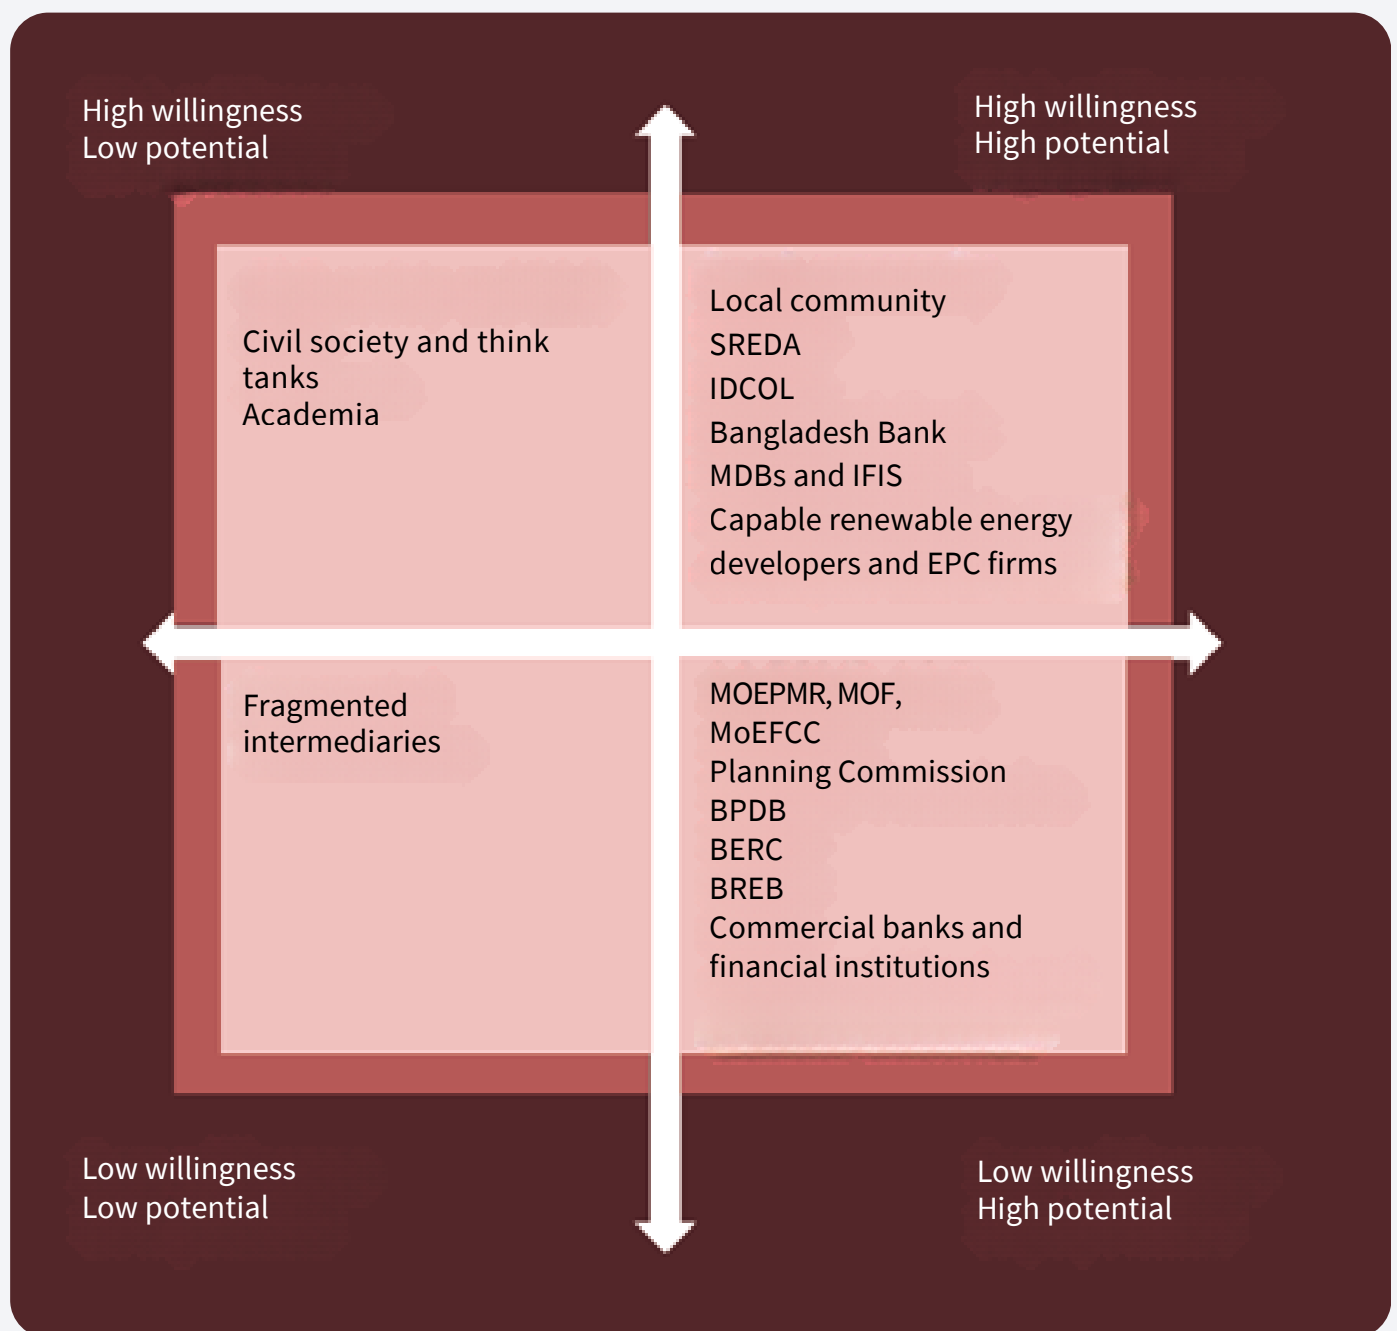 High willingness
Low potential
High willingness
High potential
Civil society and think
tanks
Academia
Local community
SREDA
IDCOL
Bangladesh Bank
MDBs and IFIS
Capable renewable energy
developers and EPC firms
Fragmented
intermediaries
MOEPMR, MOF,
MoEFCC
Planning Commission
BPDB
BERC
BREB
Commercial banks and
financial institutions
Low willingness
Low potential
Low willingness
High potential